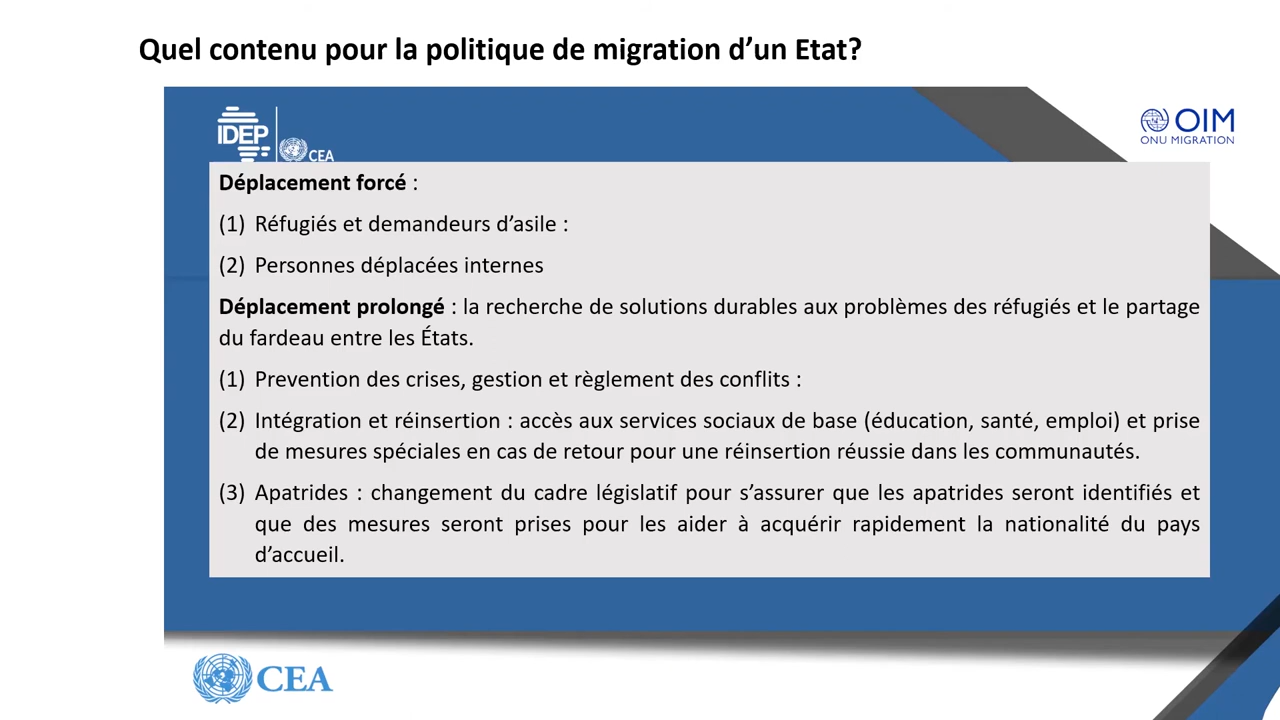 Quel contenu pour la politique de migration d’un Etat?
IDEP
CEA
OIM
ONU MIGRATION
Déplacement forcé :
(1) Réfugiés et demandeurs d’asile :
(2) Personnes déplacées internes
Déplacement prolongé : la recherche de solutions durables aux problèmes des réfugiés et le partage
du fardeau entre les États.
(1) Prevention des crises, gestion et règlement des conflits :
(2) Intégration et réinsertion : accès aux services sociaux de base (éducation, santé, emploi) et prise
de mesures spéciales en cas de retour pour une réinsertion réussie dans les communautés.
(3) Apatrides : changement du cadre législatif pour s’assurer que les apatrides seront identifiés et
que des mesures seront prises pour les aider à acquérir rapidement la nationalité du pays
d’accueil.
CEA